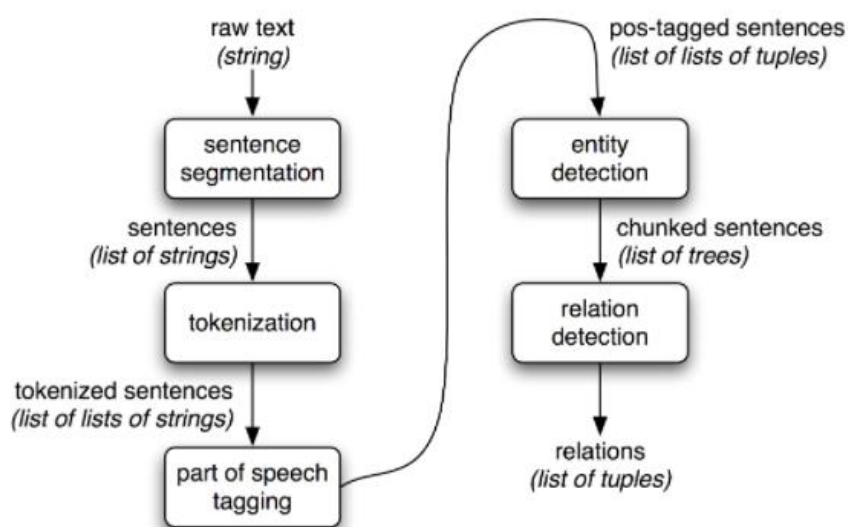 raw text
(string)
sentence
segmentation
sentences
(list of strings)
tokenization
tokenized sentences
(list of lists of strings)
part of speech
tagging
pos-tagged sentences
(list of lists of tuples)
entity
detection
chunked sentences
(list of trees)
relation
detection
relations
(list of tuples)